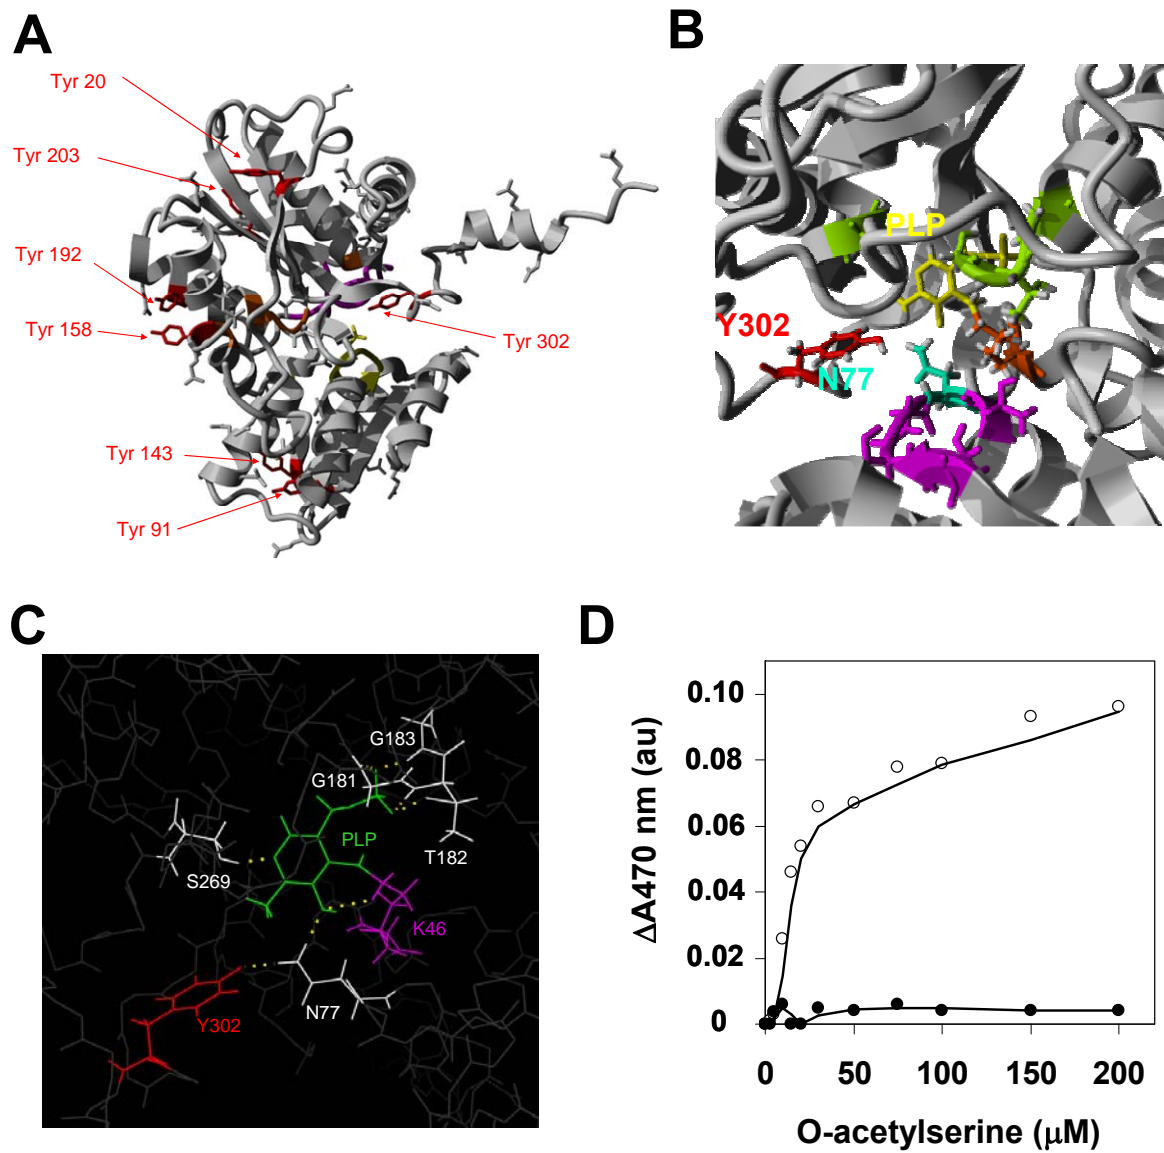 A
Tyr 20
Tyr 203
Tyr 192
Tyr 158
Tyr 302
Tyr 143
Tyr 91
B
PLP
Y302
N77
C
G183
G181
PLP
T182
S269
K46
N77
Y302
D
ΔA470 nm (au)
0.10
0.08
0.06
0.04
0.02
0
0 50 100 150 200
O-acetylserine (μM)